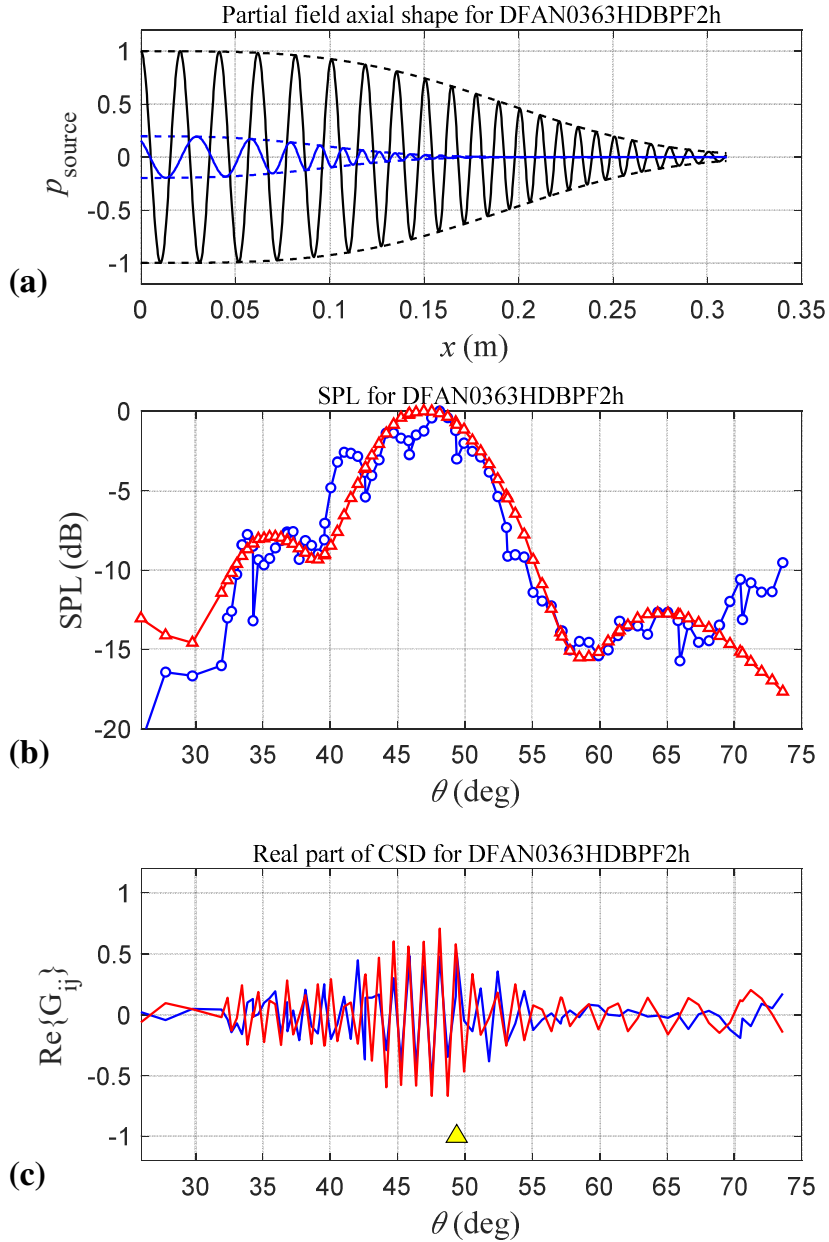 Partial field axial shape for DFAN0363HDBPF2h
1
0.5
0
-0.5
-1
p_source
0 0.05 0.1 0.15 0.2 0.25 0.3 0.35
x (m)
(a)
SPL for DFAN0363HDBPF2h
0
-5
-10
-15
-20
SPL (dB)
30 35 40 45 50 55 60 65 70 75
θ (deg)
(b)
Real part of CSD for DFAN0363HDBPF2h
1
0.5
0
-0.5
-1
Re{G_ij}
30 35 40 45 50 55 60 65 70 75
θ (deg)
(c)